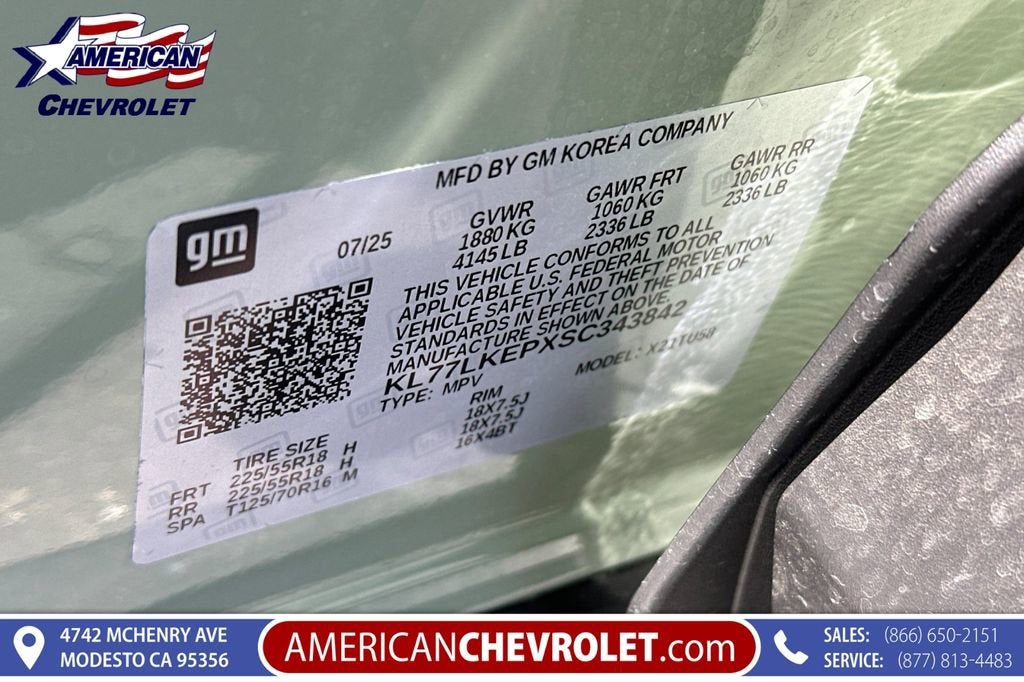 AMERICAN
CHEVROLET
MFD BY GM KOREA COMPANY
gm
07/25
GVWR GAWR FRT GAWR RR
1880 KG 1060 KG 1060 KG
4145 LB 2336 LB 2336 LB
THIS VEHICLE CONFORMS TO ALL
APPLICABLE U.S. FEDERAL MOTOR
VEHICLE SAFETY AND THEFT PREVENTION
STANDARDS IN EFFECT ON THE DATE OF
MANUFACTURE SHOWN ABOVE.
KL77LKEPXSC343842
TYPE: MPV MODEL: X21TU58
TIRE SIZE RIM
FRT 225/55R18 H 18X7.5J
RR 225/55R18 H 18X7.5J
SPA T125/70R16 M 16X4BT
4742 MCHENRY AVE
MODESTO CA 95356
AMERICANCHEVROLET.com
SALES: (866) 650-2151
SERVICE: (877) 813-4483